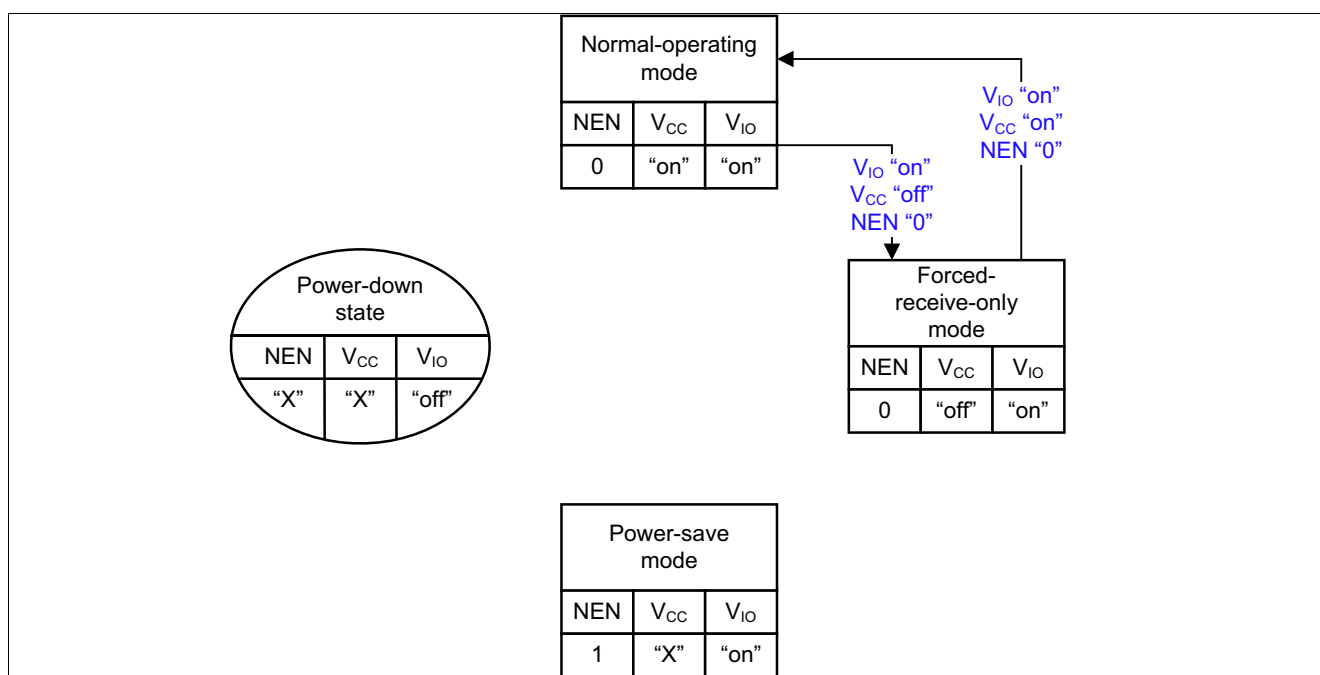 Normal-operating
mode
NEN VCC VIO
0 “on” “on”
VIO “on”
VCC “on”
NEN “0”
VIO “on”
VCC “off”
NEN “0”
Power-down
state
NEN VCC VIO
“X” “X” “off”
Forced-
receive-only
mode
NEN VCC VIO
0 “off” “on”
Power-save
mode
NEN VCC VIO
1 “X” “on”